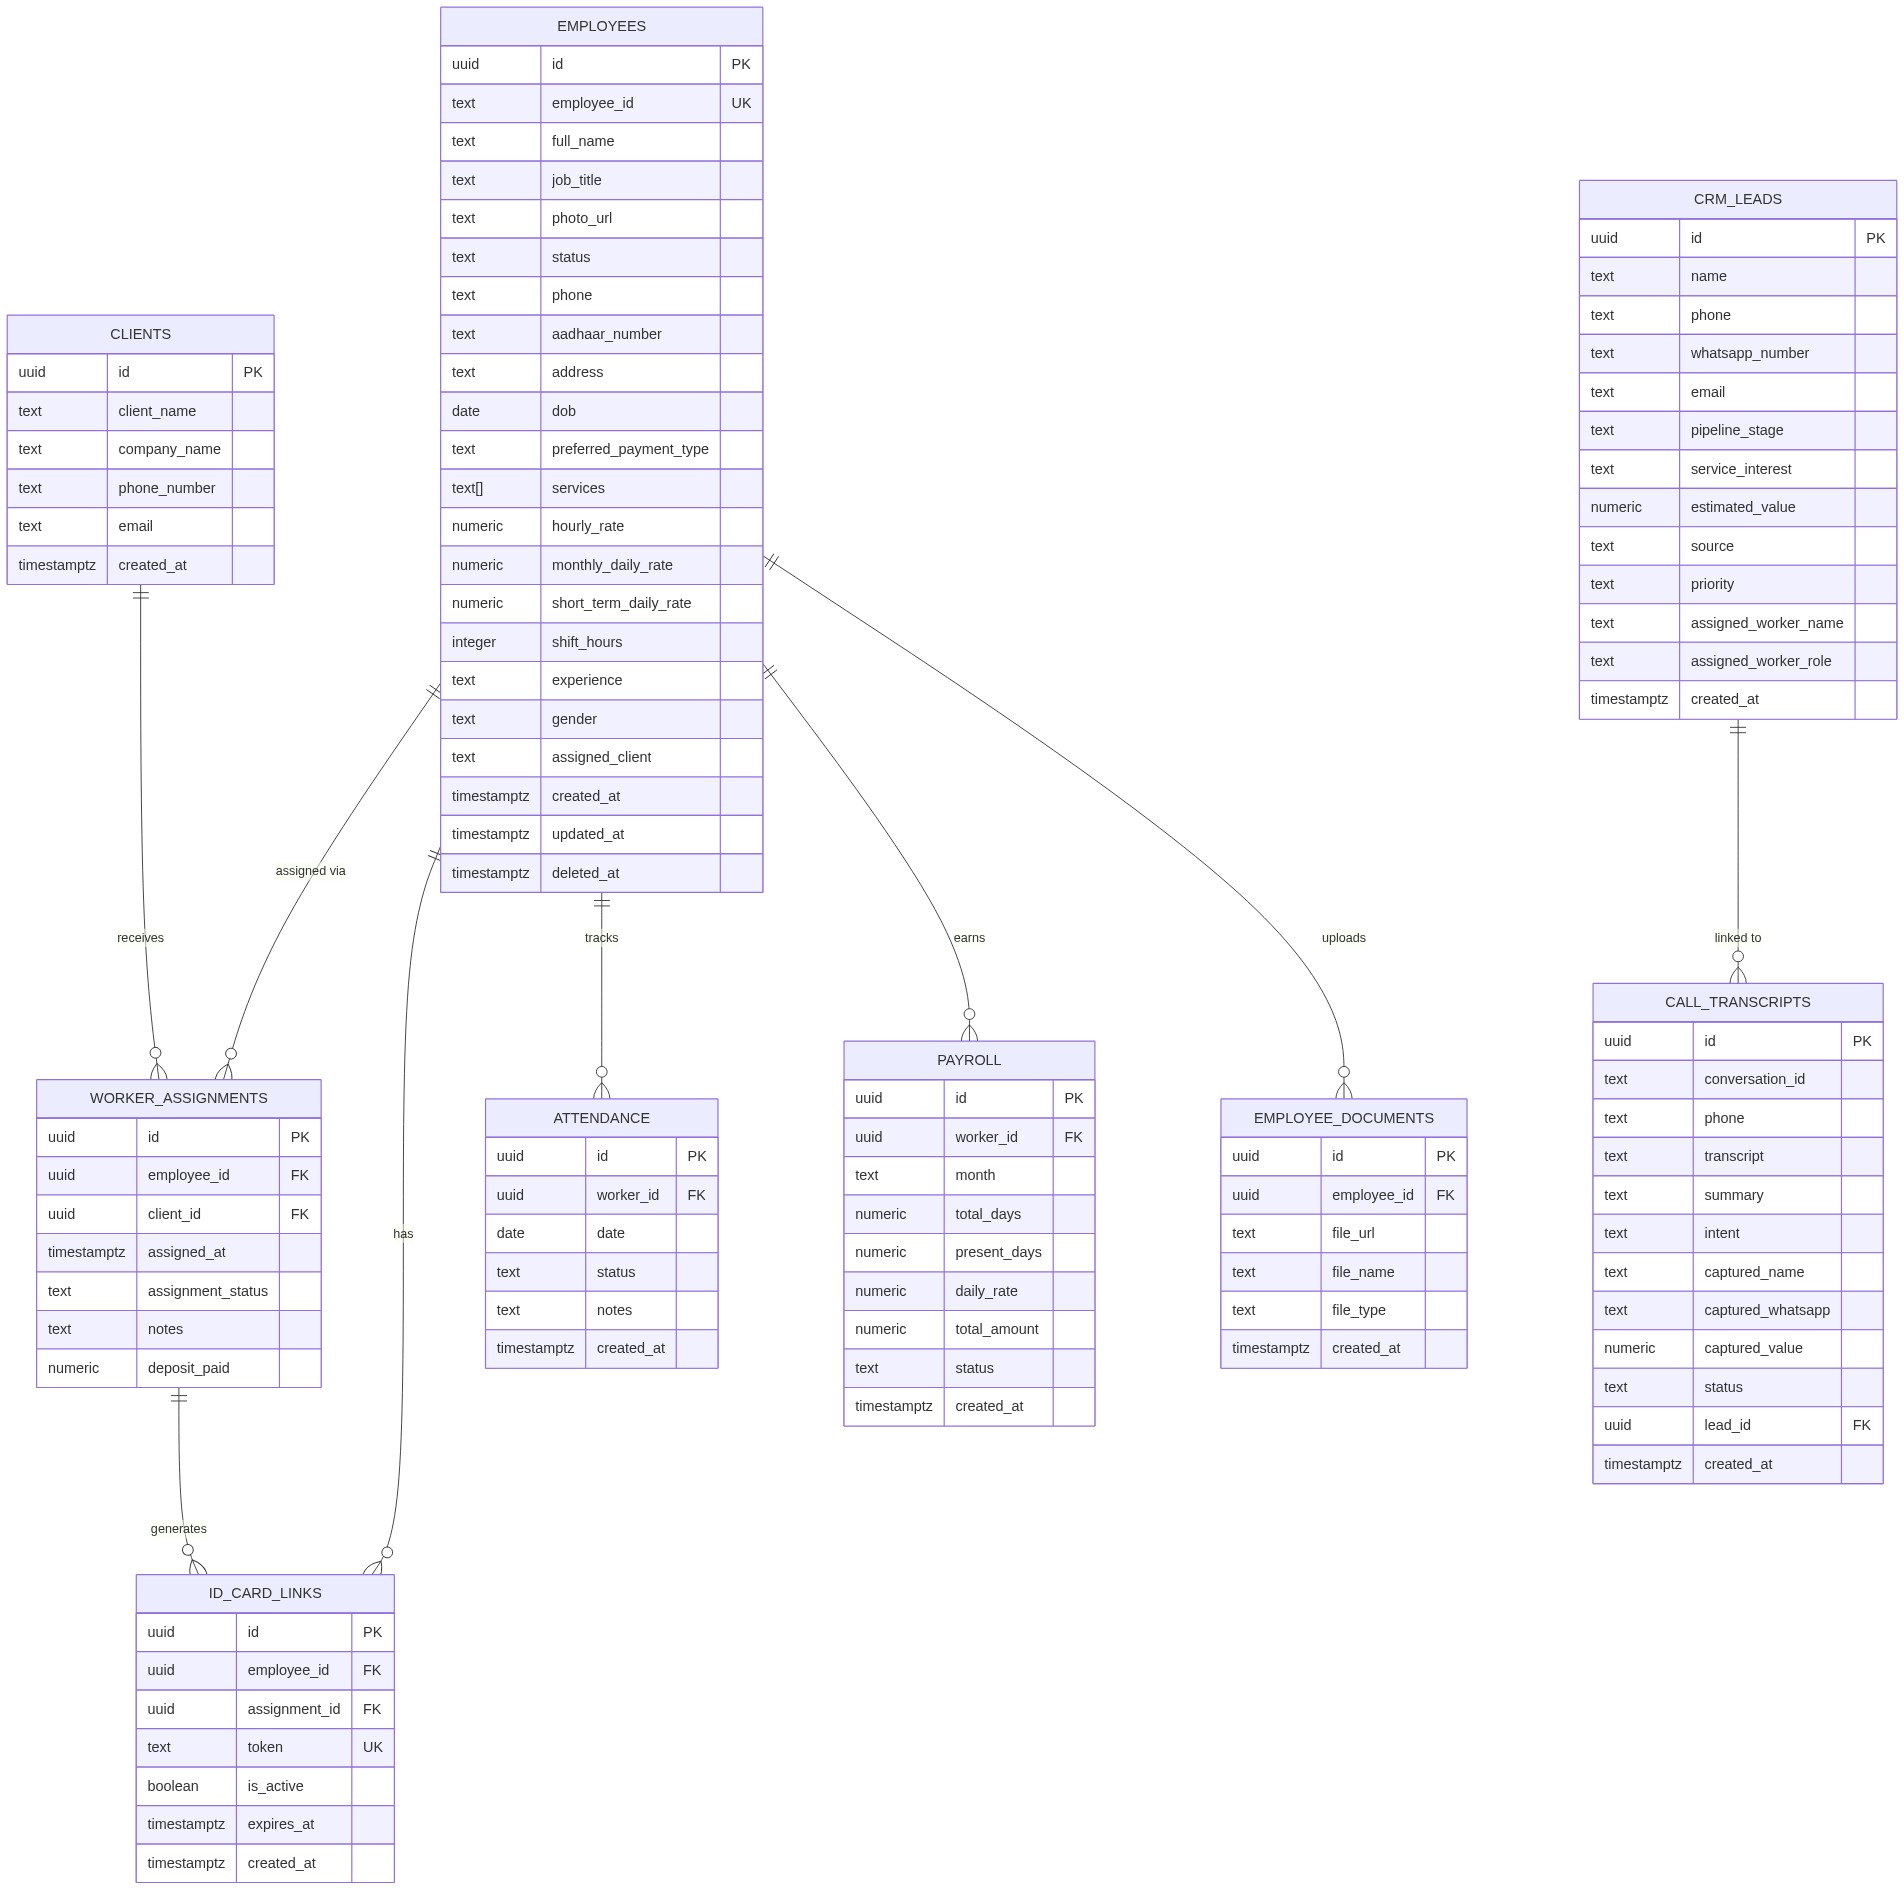 EMPLOYEES
uuid id PK
text employee_id UK
text full_name
text job_title
text photo_url
text status
text phone
text aadhaar_number
text address
date dob
text preferred_payment_type
text[] services
numeric hourly_rate
numeric monthly_daily_rate
numeric short_term_daily_rate
integer shift_hours
text experience
text gender
text assigned_client
timestamptz created_at
timestamptz updated_at
timestamptz deleted_at
CRM_LEADS
uuid id PK
text name
text phone
text whatsapp_number
text email
text pipeline_stage
text service_interest
numeric estimated_value
text source
text priority
text assigned_worker_name
text assigned_worker_role
timestamptz created_at
CLIENTS
uuid id PK
text client_name
text company_name
text phone_number
text email
timestamptz created_at
assigned via
receives
tracks
earns
uploads
linked to
has
generates
WORKER_ASSIGNMENTS
uuid id PK
uuid employee_id FK
uuid client_id FK
timestamptz assigned_at
text assignment_status
text notes
numeric deposit_paid
ATTENDANCE
uuid id PK
uuid worker_id FK
date date
text status
text notes
timestamptz created_at
PAYROLL
uuid id PK
uuid worker_id FK
text month
numeric total_days
numeric present_days
numeric daily_rate
numeric total_amount
text status
timestamptz created_at
EMPLOYEE_DOCUMENTS
uuid id PK
uuid employee_id FK
text file_url
text file_name
text file_type
timestamptz created_at
CALL_TRANSCRIPTS
uuid id PK
text conversation_id
text phone
text transcript
text summary
text intent
text captured_name
text captured_whatsapp
numeric captured_value
text status
uuid lead_id FK
timestamptz created_at
ID_CARD_LINKS
uuid id PK
uuid employee_id FK
uuid assignment_id FK
text token UK
boolean is_active
timestamptz expires_at
timestamptz created_at